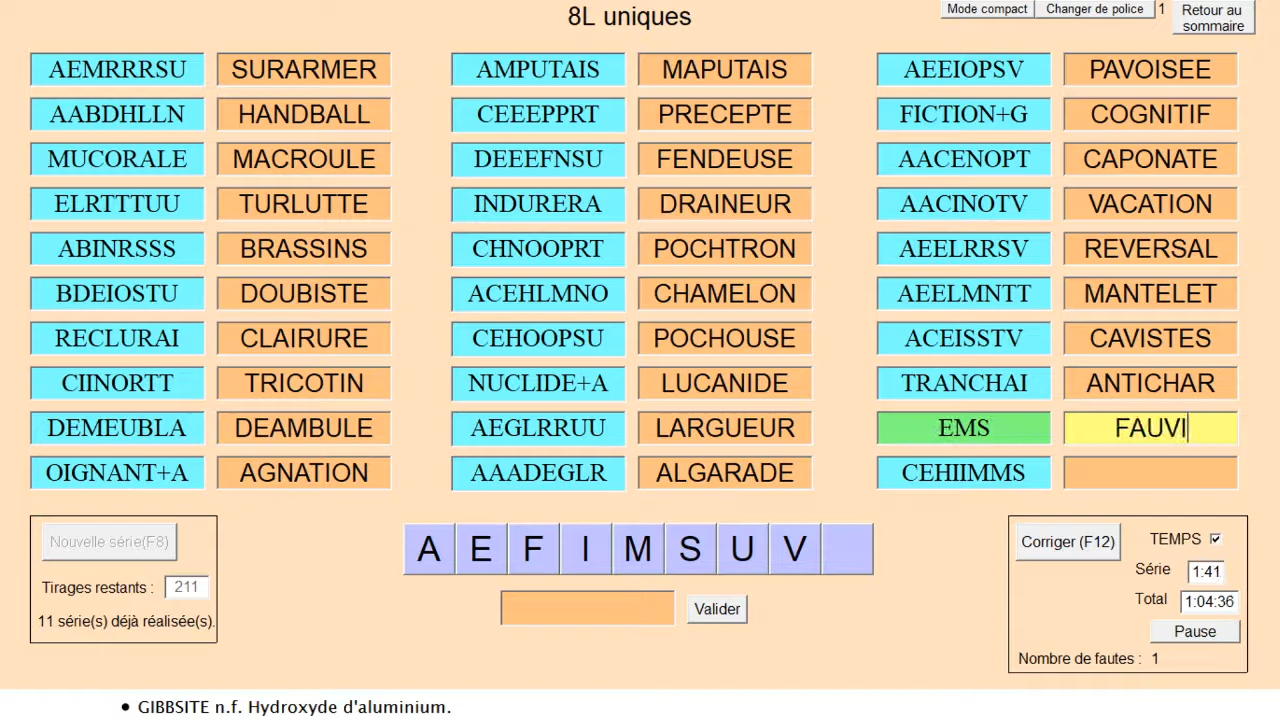 8L uniques
Mode compact Changer de police 1 Retour au sommaire
AEMRRRSU SURARMER AMPUTAIS MAPUTAIS AEEIOPSV PAVOISEE
AABDHLLN HANDBALL CEEEPPRT PRECEPTE FICTION+G COGNITIF
MUCORALE MACROULE DEEEFNSU FENDEUSE AACENOPT CAPONATE
ELRTTTUU TURLUTTE INDURERA DRAINEUR AACINOTV VACATION
ABINRSSS BRASSINS CHNOOPRT POCHTRON AEELRRSV REVERSAL
BDEIOSTU DOUBISTE ACEHLMNO CHAMELON AEELMNTT MANTELET
RECLURAI CLAIRURE CEHOOPSU POCHOUSE ACEISSTV CAVISTES
CIINORTT TRICOTIN NUCLIDE+A LUCANIDE TRANCHAI ANTICHAR
DEMEUBLA DEAMBULE AEGLRRUU LARGUEUR EMS FAUVI
OIGNANT+A AGNATION AAADEGLR ALGARADE CEHIIMMS
Nouvelle série(F8)
Tirages restants : 211
11 série(s) déjà réalisée(s).
A E F I M S U V
Valider
Corriger (F12) TEMPS
Série 1:41
Total 1:04:36
Pause
Nombre de fautes : 1
• GIBBSITE n.f. Hydroxyde d'aluminium.